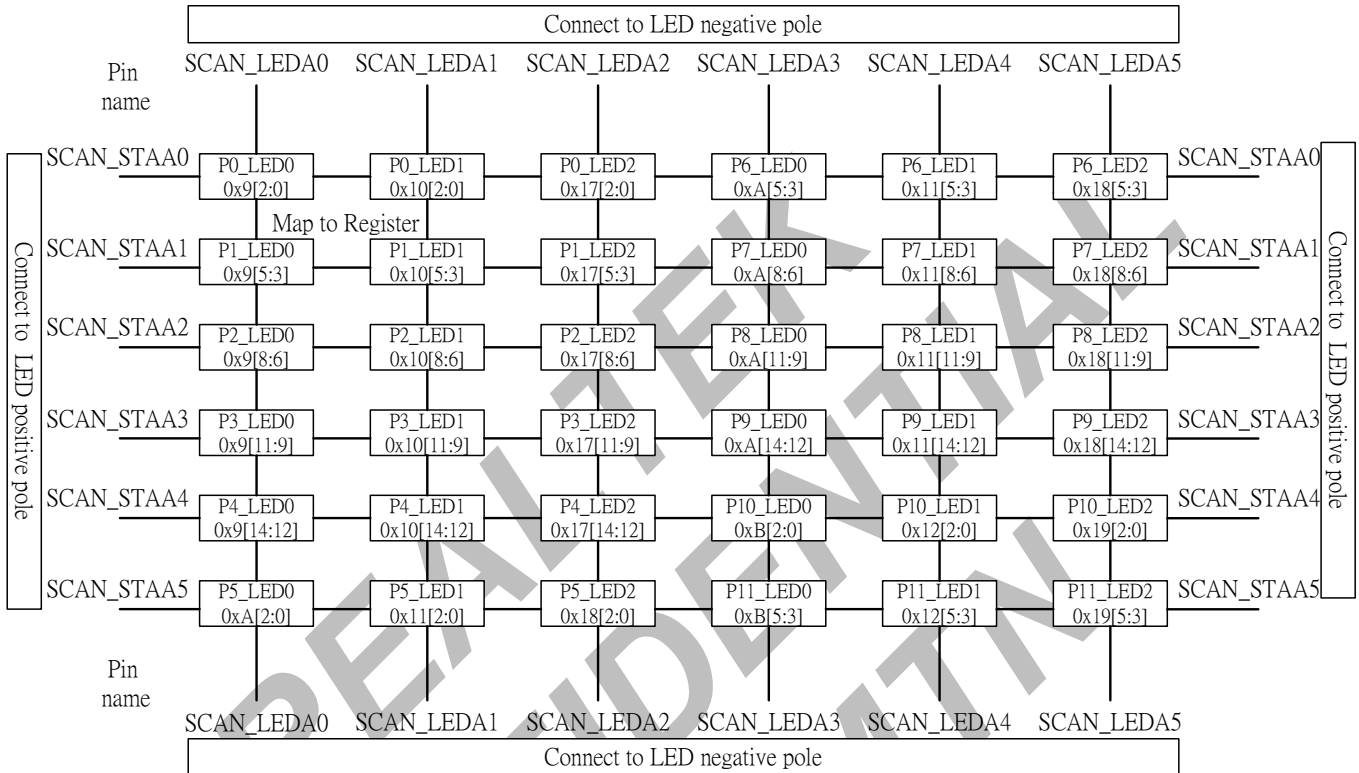 Connect to LED negative pole
Pin name
SCAN_LEDA0 SCAN_LEDA1 SCAN_LEDA2 SCAN_LEDA3 SCAN_LEDA4 SCAN_LEDA5
SCAN_STAA0 P0_LED0 P0_LED1 P0_LED2 P6_LED0 P6_LED1 P6_LED2 SCAN_STAA0
0x9[2:0] 0x10[2:0] 0x17[2:0] 0xA[5:3] 0x11[5:3] 0x18[5:3]
Map to Register
SCAN_STAA1 P1_LED0 P1_LED1 P1_LED2 P7_LED0 P7_LED1 P7_LED2 SCAN_STAA1
0x9[5:3] 0x10[5:3] 0x17[5:3] 0xA[8:6] 0x11[8:6] 0x18[8:6]
Connect to LED positive pole
Connect to LED positive pole
SCAN_STAA2 P2_LED0 P2_LED1 P2_LED2 P8_LED0 P8_LED1 P8_LED2 SCAN_STAA2
0x9[8:6] 0x10[8:6] 0x17[8:6] 0xA[11:9] 0x11[11:9] 0x18[11:9]
SCAN_STAA3 P3_LED0 P3_LED1 P3_LED2 P9_LED0 P9_LED1 P9_LED2 SCAN_STAA3
0x9[11:9] 0x10[11:9] 0x17[11:9] 0xA[14:12] 0x11[14:12] 0x18[14:12]
SCAN_STAA4 P4_LED0 P4_LED1 P4_LED2 P10_LED0 P10_LED1 P10_LED2 SCAN_STAA4
0x9[14:12] 0x10[14:12] 0x17[14:12] 0xB[2:0] 0x12[2:0] 0x19[2:0]
SCAN_STAA5 P5_LED0 P5_LED1 P5_LED2 P11_LED0 P11_LED1 P11_LED2 SCAN_STAA5
0xA[2:0] 0x11[2:0] 0x18[2:0] 0xB[5:3] 0x12[5:3] 0x19[5:3]
Pin name
SCAN_LEDA0 SCAN_LEDA1 SCAN_LEDA2 SCAN_LEDA3 SCAN_LEDA4 SCAN_LEDA5
Connect to LED negative pole
REALTEK